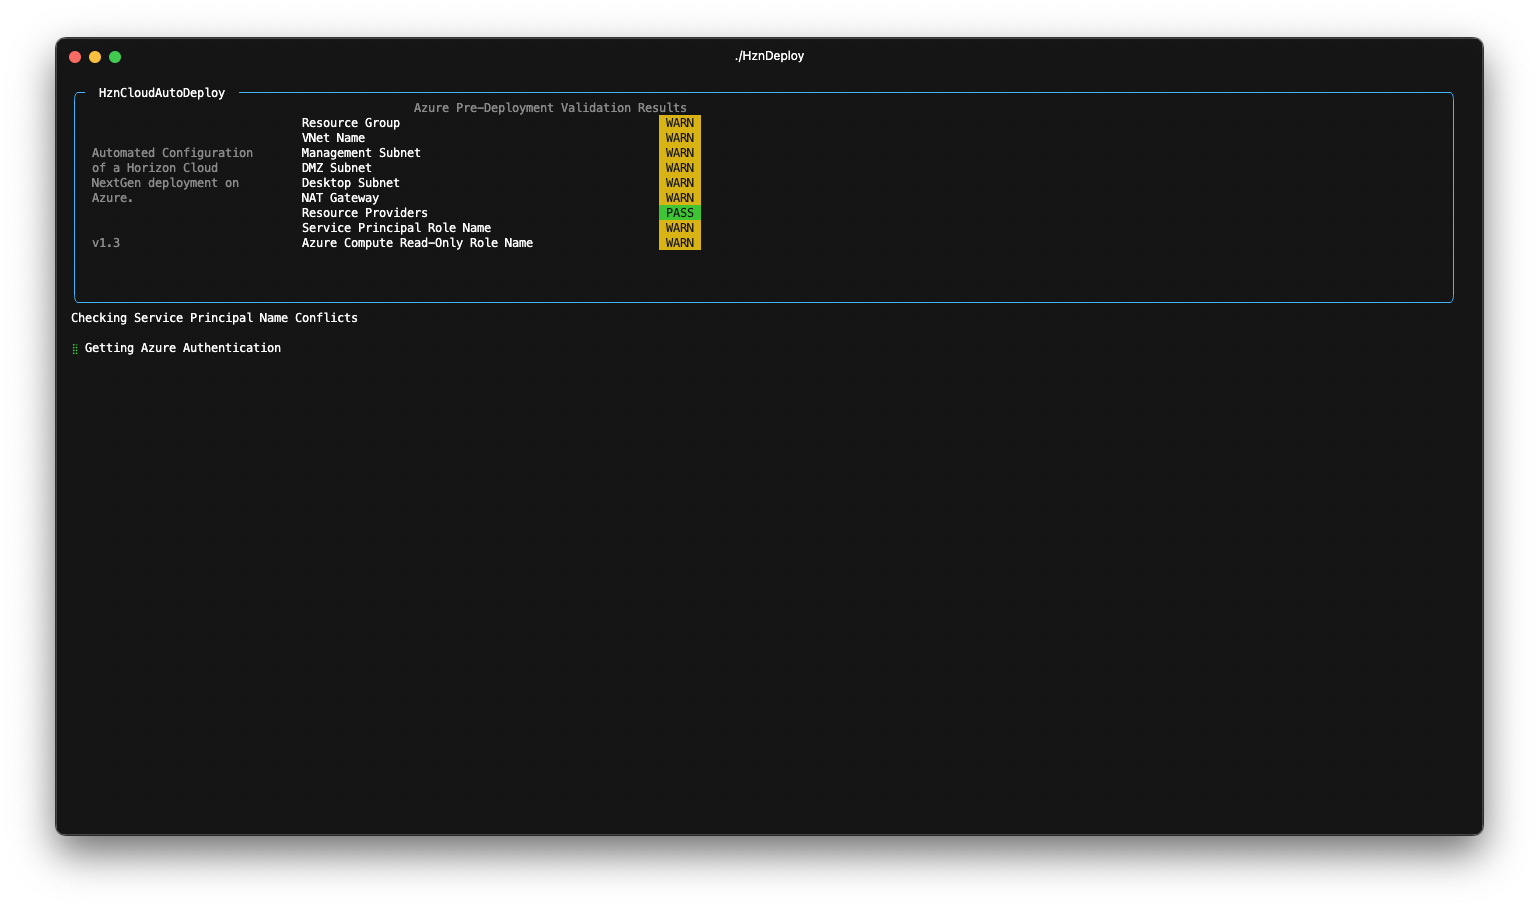 ./HznDeploy
HznCloudAutoDeploy
Azure Pre-Deployment Validation Results
Resource Group WARN
VNet Name WARN
Automated Configuration Management Subnet WARN
of a Horizon Cloud DMZ Subnet WARN
NextGen deployment on Desktop Subnet WARN
Azure. NAT Gateway WARN
Resource Providers PASS
Service Principal Role Name WARN
v1.3 Azure Compute Read-Only Role Name WARN
Checking Service Principal Name Conflicts
⣿ Getting Azure Authentication